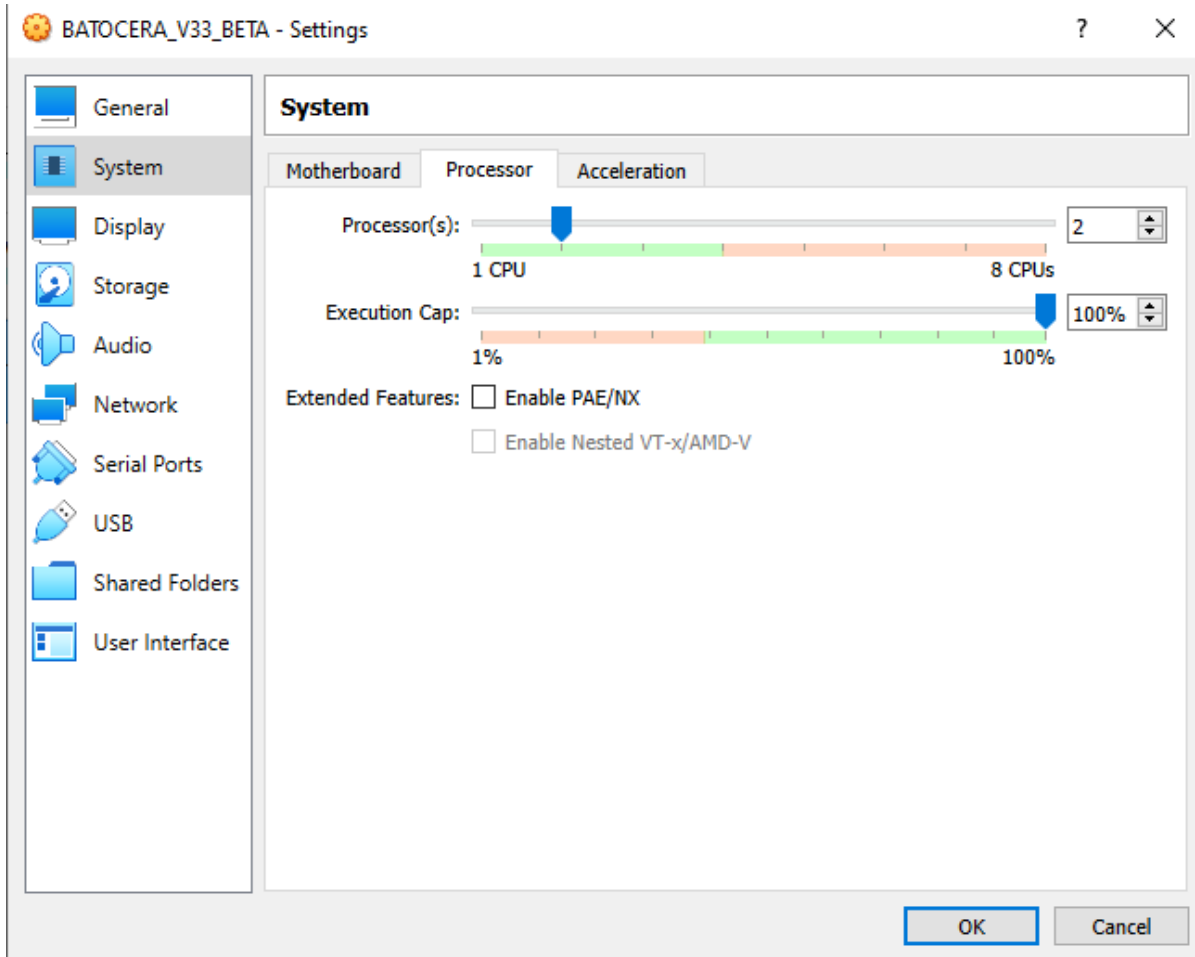 BATOCERA_V33_BETA - Settings
?
General
System
Display
Storage
Audio
Network
Serial Ports
USB
Shared Folders
User Interface
System
Motherboard Processor Acceleration
Processor(s): 2
1 CPU 8 CPUs
Execution Cap: 100%
1% 100%
Extended Features: Enable PAE/NX
Enable Nested VT-x/AMD-V
OK Cancel